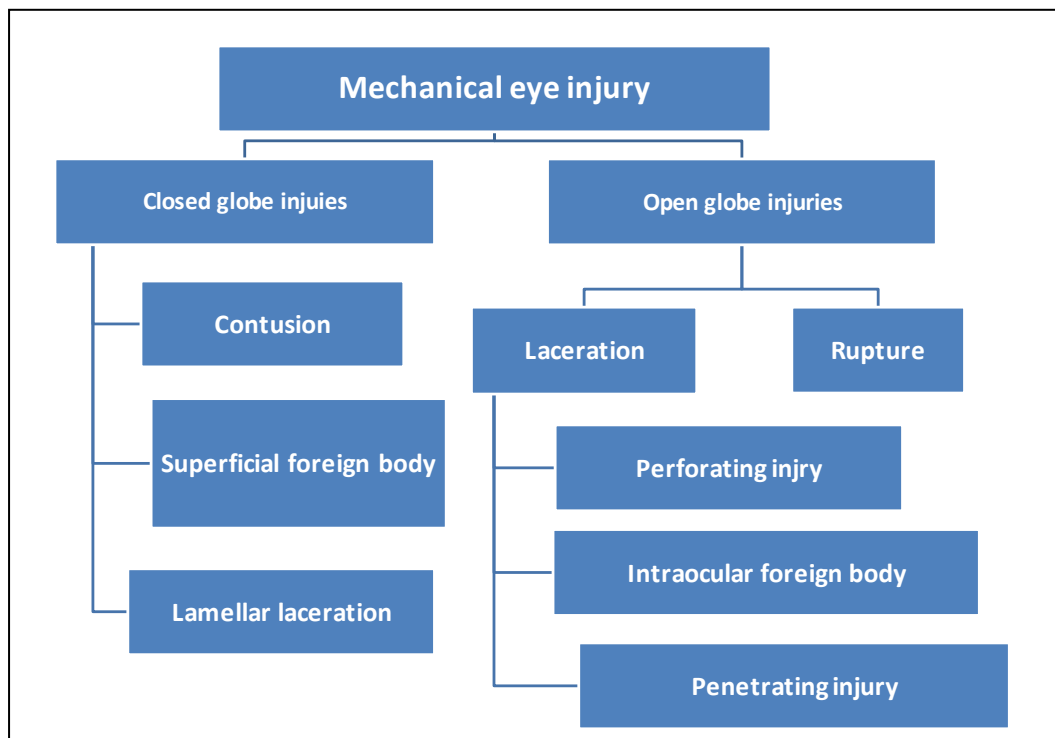 Mechanical eye injury
Closed globe injuies
Open globe injuries
Contusion
Laceration
Rupture
Superficial foreign body
Perforating injry
Intraocular foreign body
Lamellar laceration
Penetrating injury